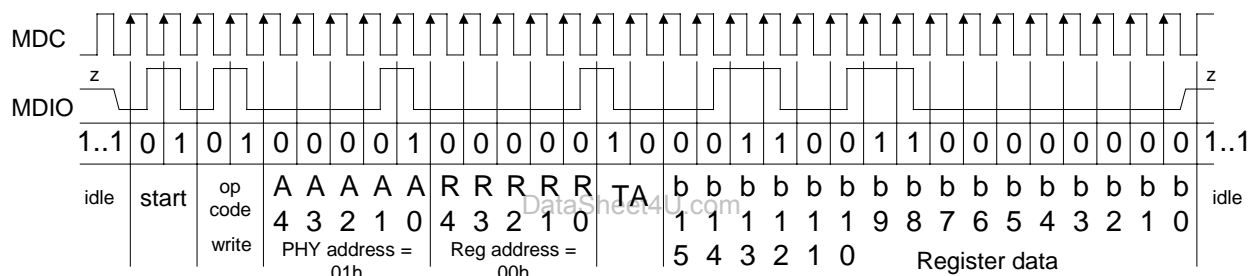 MDC
z z
MDIO
1..1 0 1 0 1 0 0 0 0 1 0 0 0 0 0 1 0 0 0 1 1 0 0 1 1 0 0 0 0 0 0 0 0 1..1
idle start op code write A A A A A R R R R R TA b b b b b b b b b b b b b b b b idle
4 3 2 1 0 4 3 2 1 0 1 1 1 1 1 1 9 8 7 6 5 4 3 2 1 0
DataSheet4U.com
PHY address = Reg address = 5 4 3 2 1 0 Register data
01h 00h